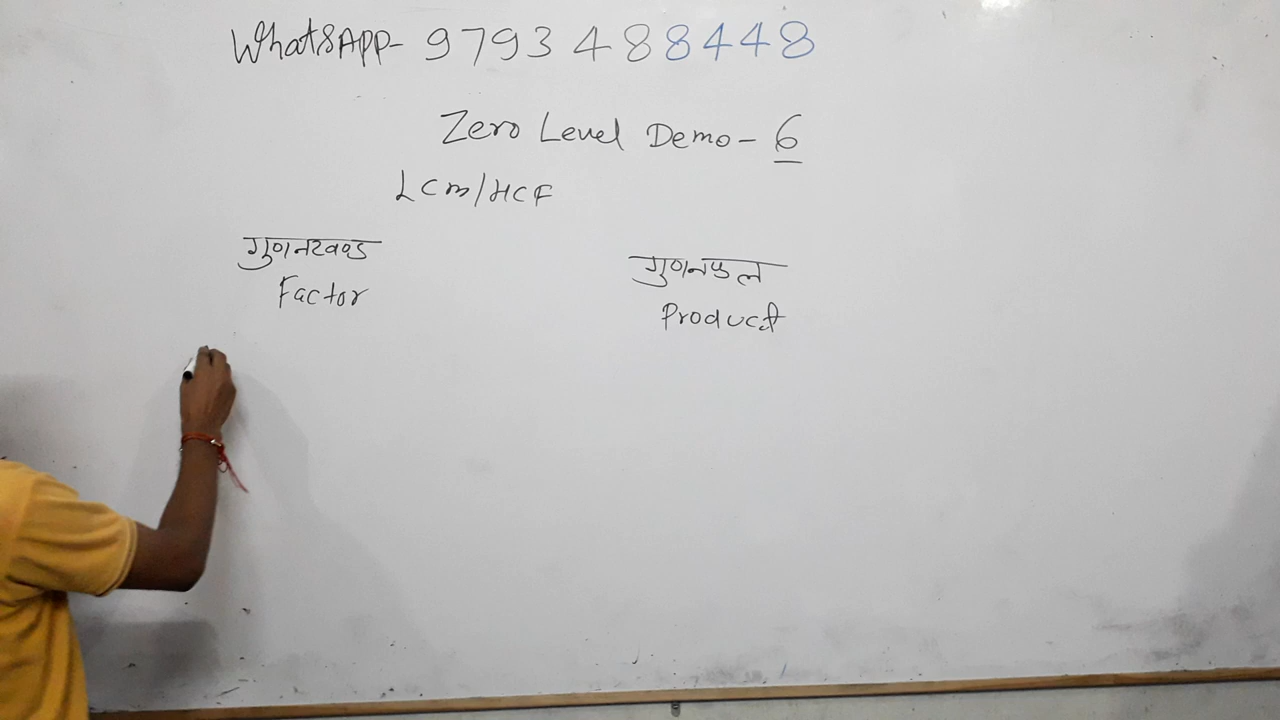 WhatsApp- 9793488448
Zero Level Demo-6
LCM/HCF
गुणनखण्ड
Factor
गुणनफल
Product